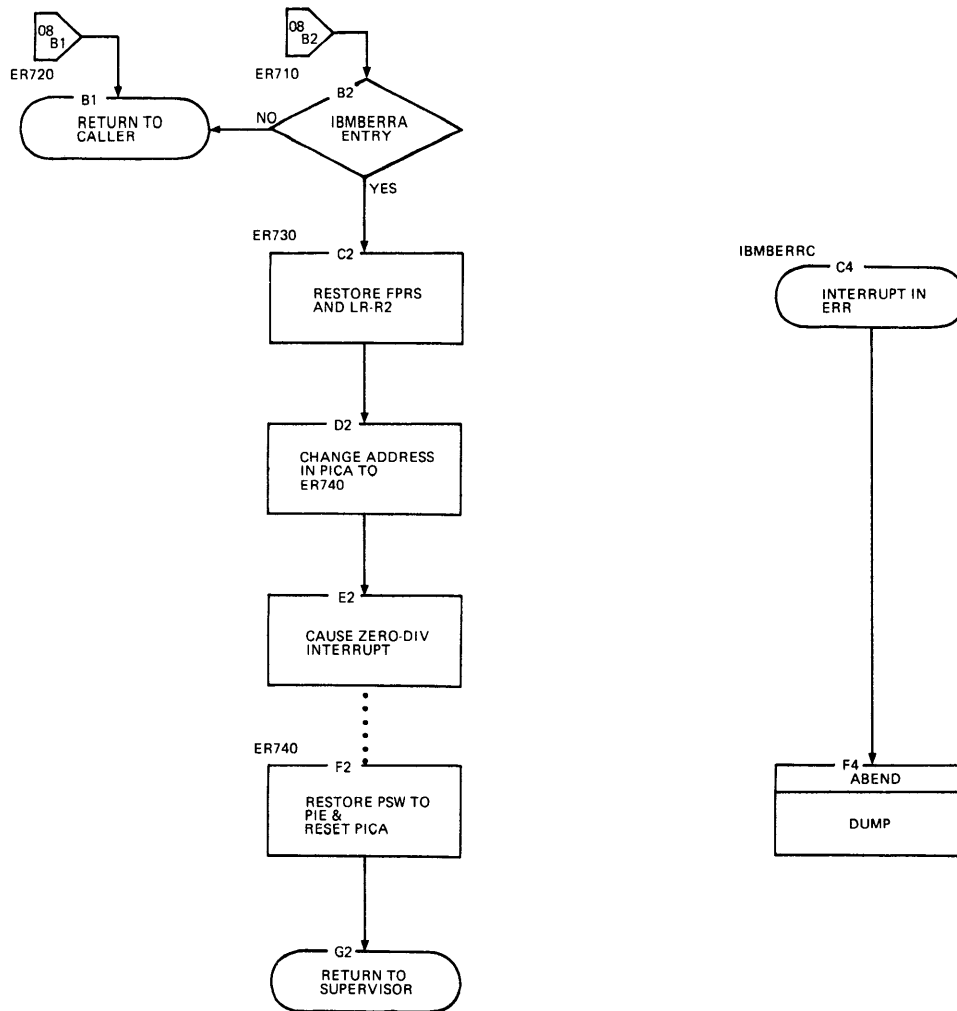 08
B1
08
B2
ER720
ER710
B1
RETURN TO
CALLER
NO
B2
IBMBERRA
ENTRY
YES
ER730
C2
RESTORE FPRS
AND LR-R2
IBMBERRC
C4
INTERRUPT IN
ERR
D2
CHANGE ADDRESS
IN PICA TO
ER740
E2
CAUSE ZERO-DIV
INTERRUPT
ER740
F2
RESTORE PSW TO
PIE &
RESET PICA
F4
ABEND
DUMP
G2
RETURN TO
SUPERVISOR